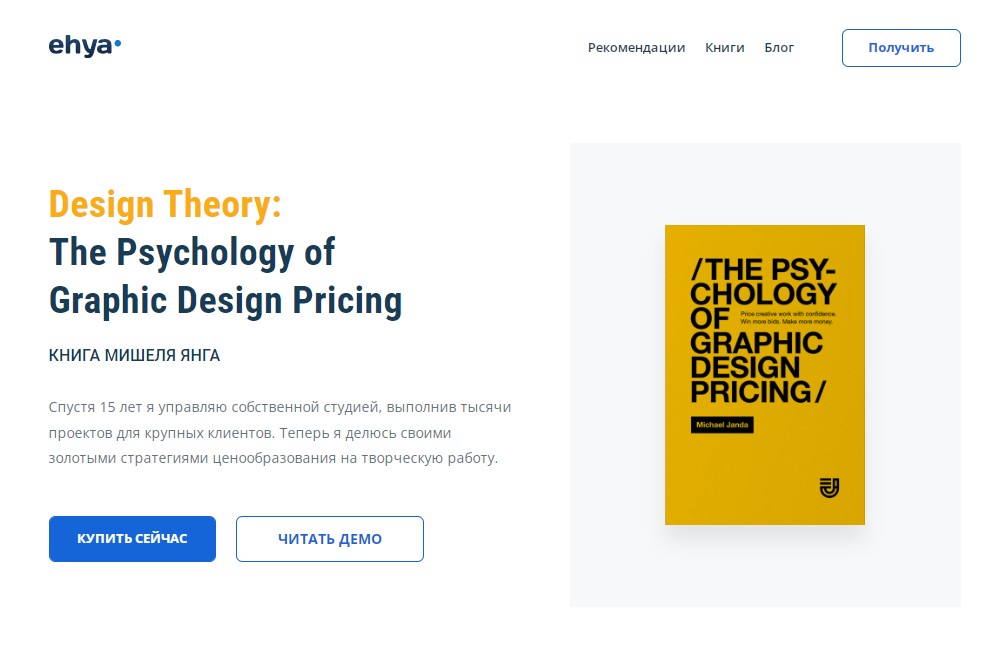 ehya
Рекомендации
Книги
Блог
Получить
Design Theory:
The Psychology of
Graphic Design Pricing
КНИГА МИШЕЛЯ ЯНГА
Спустя 15 лет я управляю собственной студией, выполнив тысячи
проектов для крупных клиентов. Теперь я делюсь своими
золотыми стратегиями ценообразования на творческую работу.
КУПИТЬ СЕЙЧАС
ЧИТАТЬ ДЕМО
/THE PSY-
CHOLOGY
OF
Price creative work with confidence.
Win more bids. Make more money.
GRAPHIC
DESIGN
PRICING/
Michael Janda